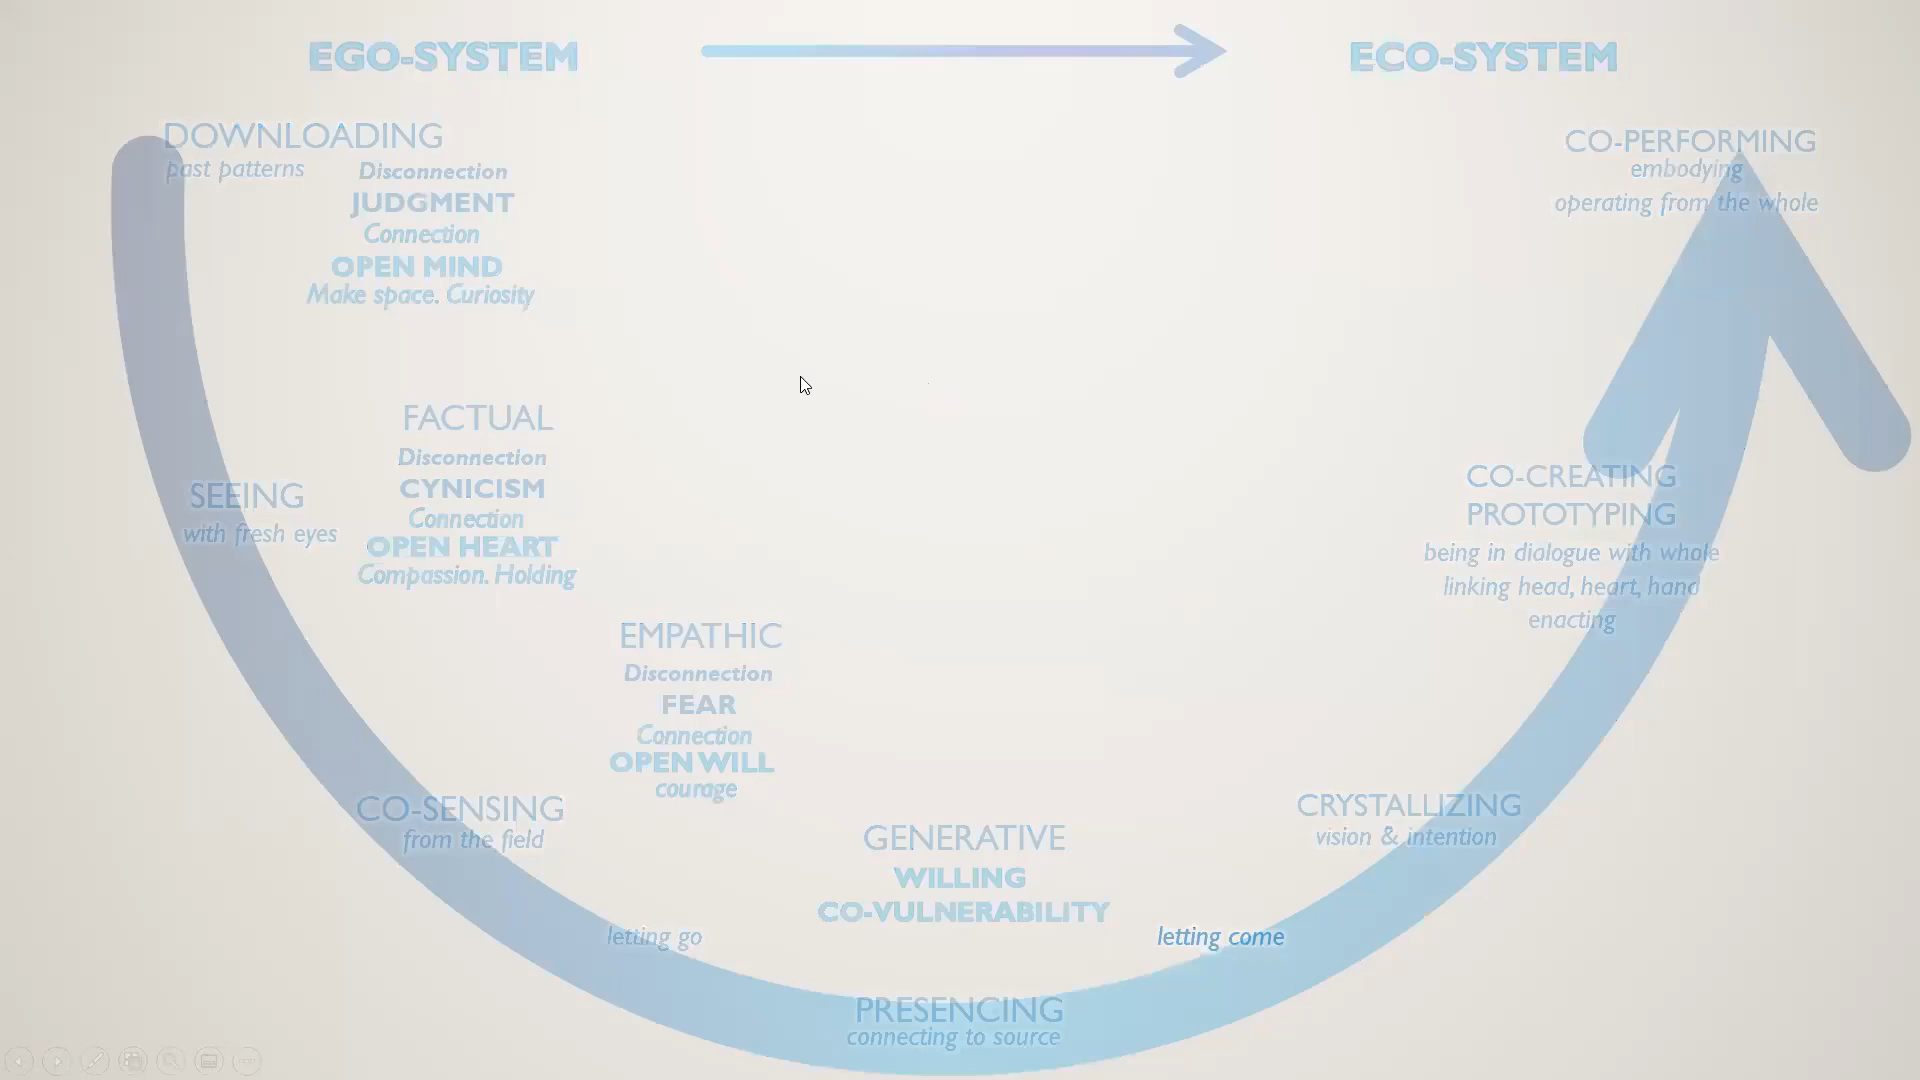 EGO-SYSTEM
ECO-SYSTEM
DOWNLOADING
past patterns
Disconnection
JUDGMENT
Connection
OPEN MIND
Make space. Curiosity
CO-PERFORMING
embodying
operating from the whole
FACTUAL
Disconnection
CYNICISM
Connection
OPEN HEART
Compassion. Holding
SEEING
with fresh eyes
CO-CREATING
PROTOTYPING
being in dialogue with whole
linking head, heart, hand
enacting
EMPATHIC
Disconnection
FEAR
Connection
OPEN WILL
courage
CO-SENSING
from the field
GENERATIVE
WILLING
CO-VULNERABILITY
CRYSTALLIZING
vision & intention
letting go
letting come
PRESENCING
connecting to source